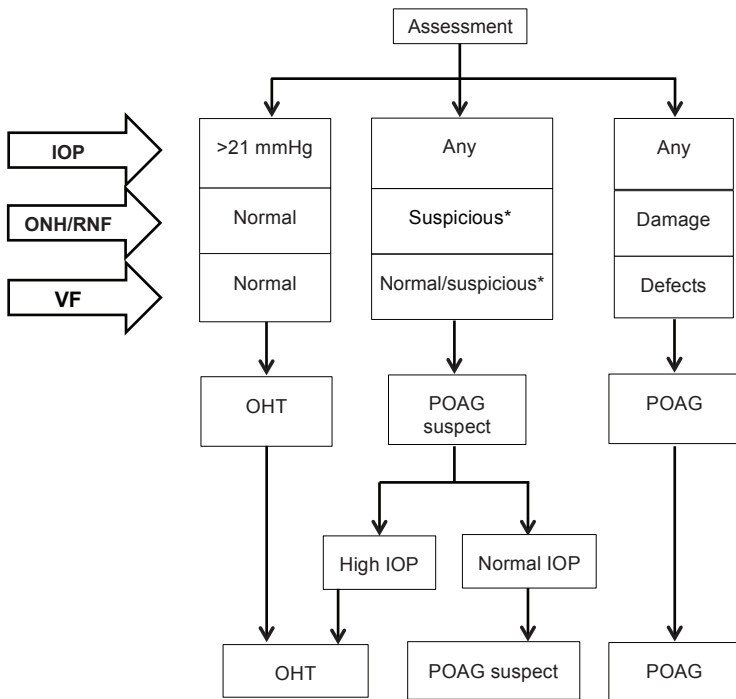 Assessment
IOP
>21 mmHg
Any
Any
ONH/RNF
Normal
Suspicious*
Damage
VF
Normal
Normal/suspicious*
Defects
OHT
POAG
suspect
POAG
High IOP
Normal IOP
OHT
POAG suspect
POAG